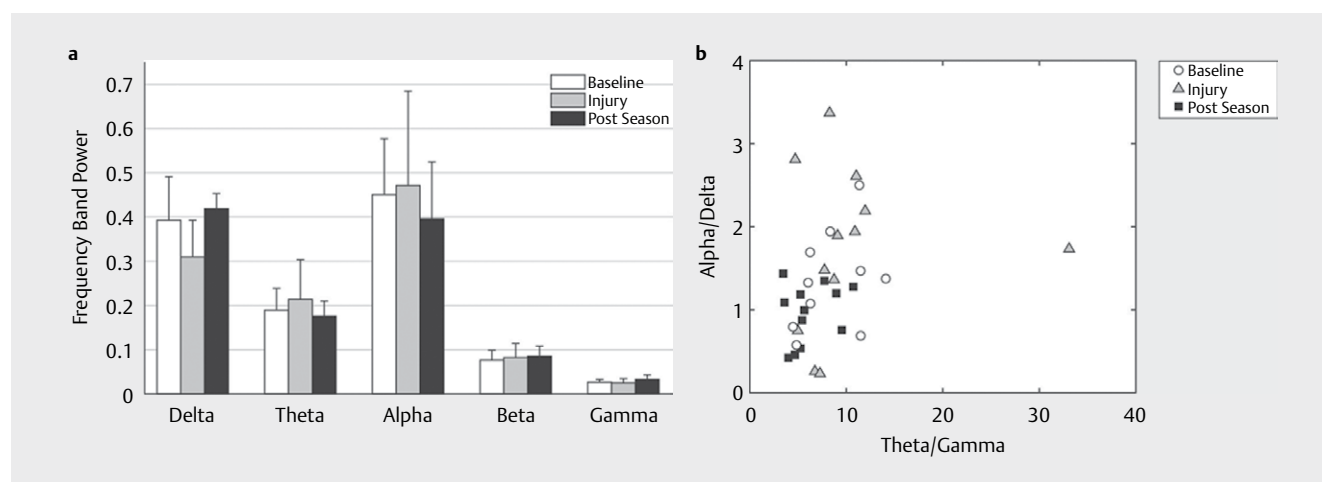 a
Frequency Band Power
0.7
0.6
0.5
0.4
0.3
0.2
0.1
0
Baseline
Injury
Post Season
Delta Theta Alpha Beta Gamma
b
Alpha/Delta
4
3
2
1
0
0 10 20 30 40
Theta/Gamma
Baseline
Injury
Post Season